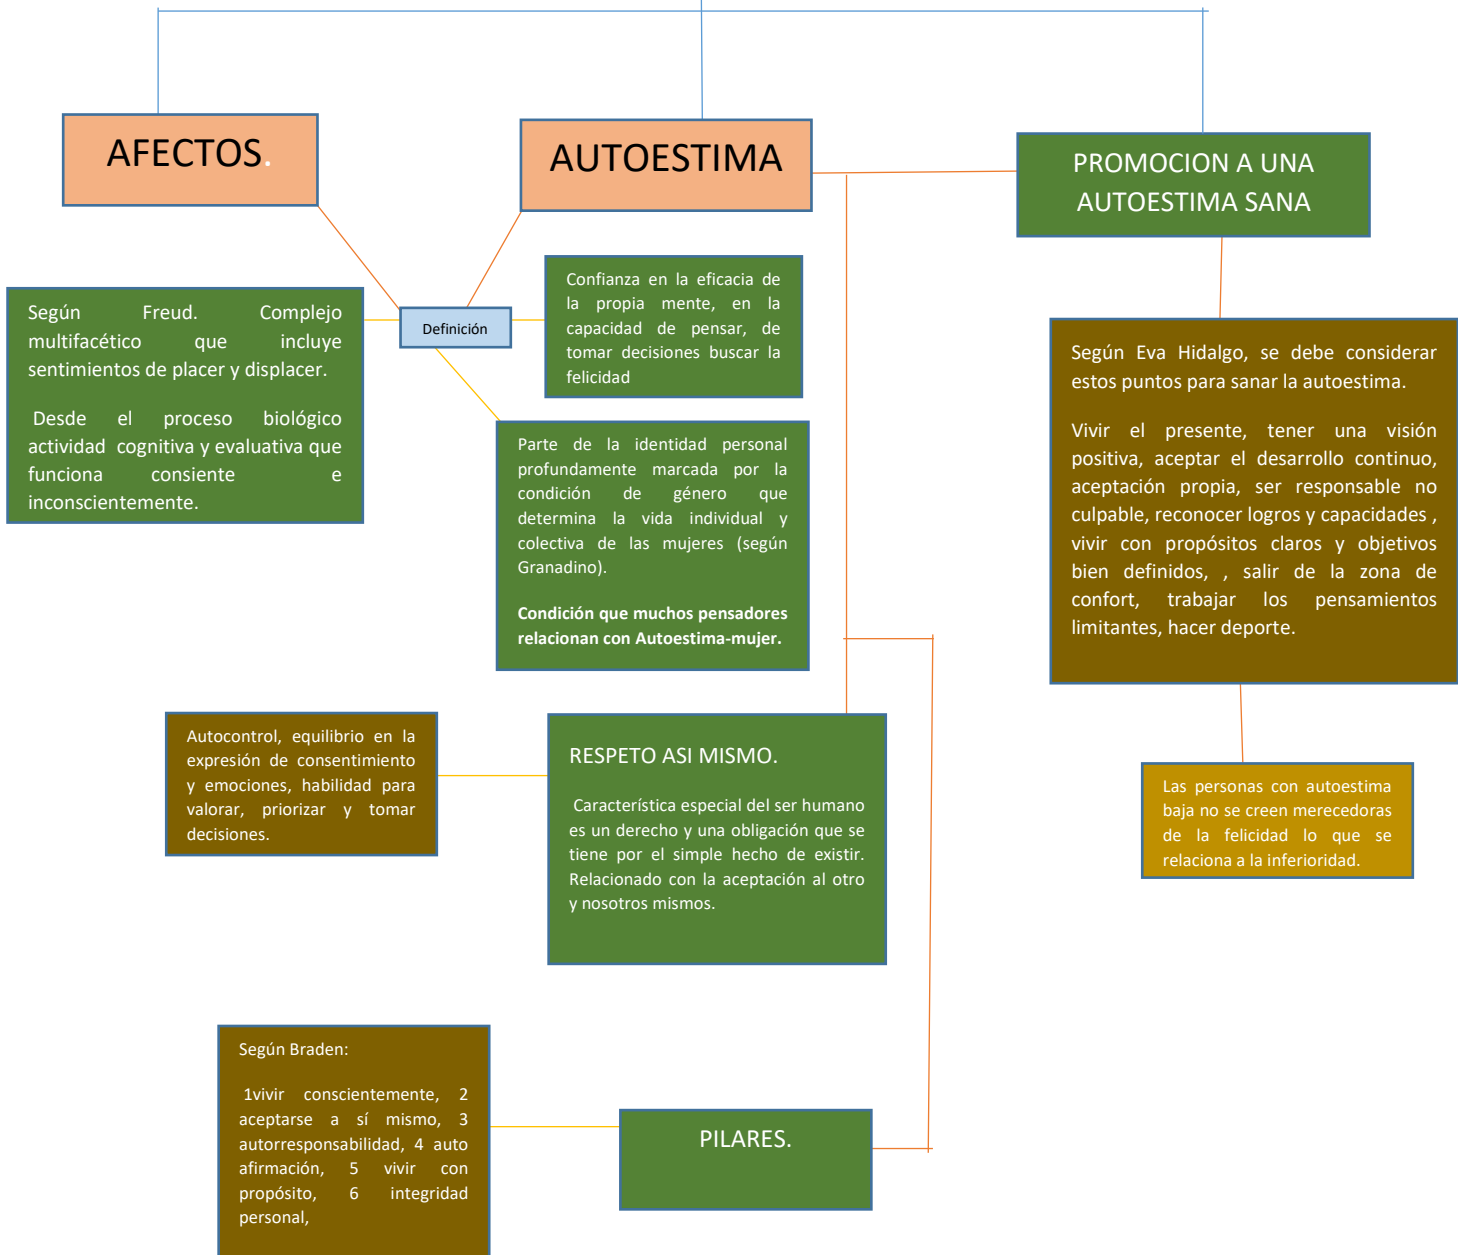 AFECTOS.
AUTOESTIMA
PROMOCION A UNA
AUTOESTIMA SANA
Definición
Según Freud. Complejo
multifacético que incluye
sentimientos de placer y displacer.
Desde el proceso biológico
actividad cognitiva y evaluativa que
funciona consiente e
inconscientemente.
Confianza en la eficacia de
la propia mente, en la
capacidad de pensar, de
tomar decisiones buscar la
felicidad
Parte de la identidad personal
profundamente marcada por la
condición de género que
determina la vida individual y
colectiva de las mujeres (según
Granadino).
Condición que muchos pensadores
relacionan con Autoestima-mujer.
Según Eva Hidalgo, se debe considerar
estos puntos para sanar la autoestima.
Vivir el presente, tener una visión
positiva, aceptar el desarrollo continuo,
aceptación propia, ser responsable no
culpable, reconocer logros y capacidades ,
vivir con propósitos claros y objetivos
bien definidos, , salir de la zona de
confort, trabajar los pensamientos
limitantes, hacer deporte.
Autocontrol, equilibrio en la
expresión de consentimiento
y emociones, habilidad para
valorar, priorizar y tomar
decisiones.
RESPETO ASI MISMO.
Característica especial del ser humano
es un derecho y una obligación que se
tiene por el simple hecho de existir.
Relacionado con la aceptación al otro
y nosotros mismos.
Las personas con autoestima
baja no se creen merecedoras
de la felicidad lo que se
relaciona a la inferioridad.
Según Braden:
1vivir conscientemente, 2
aceptarse a sí mismo, 3
autorresponsabilidad, 4 auto
afirmación, 5 vivir con
propósito, 6 integridad
personal,
PILARES.